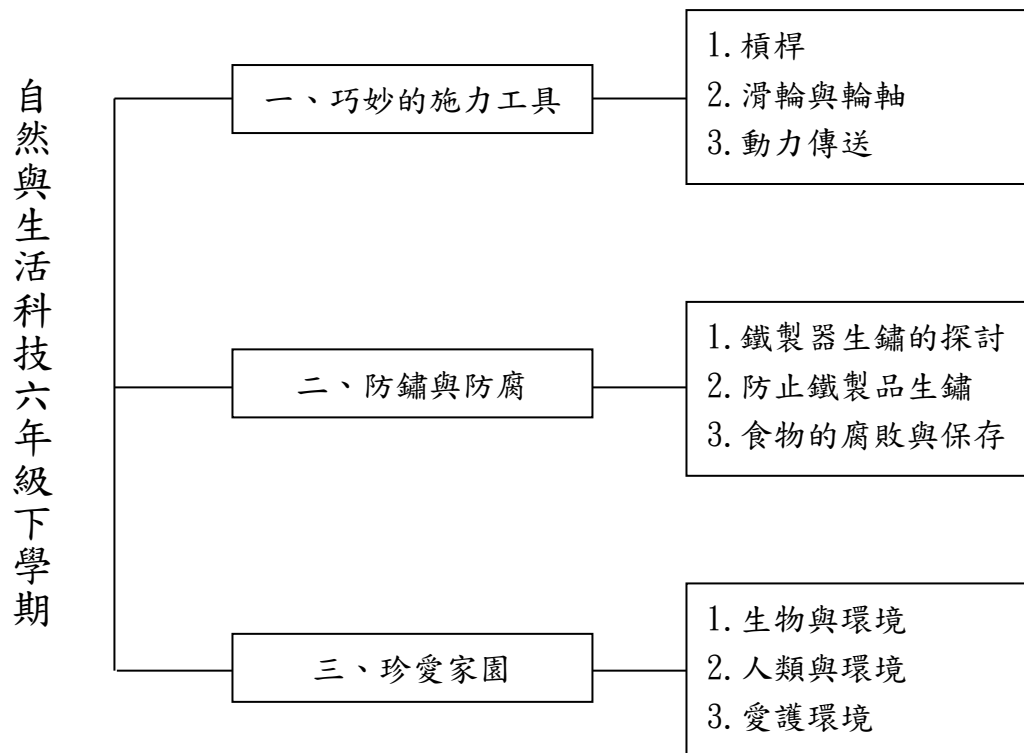 自然與生活科技六年級下學期
一、巧妙的施力工具
1.槓桿
2.滑輪與輪軸
3.動力傳送
二、防鏽與防腐
1.鐵製器生鏽的探討
2.防止鐵製品生鏽
3.食物的腐敗與保存
三、珍愛家園
1.生物與環境
2.人類與環境
3.愛護環境